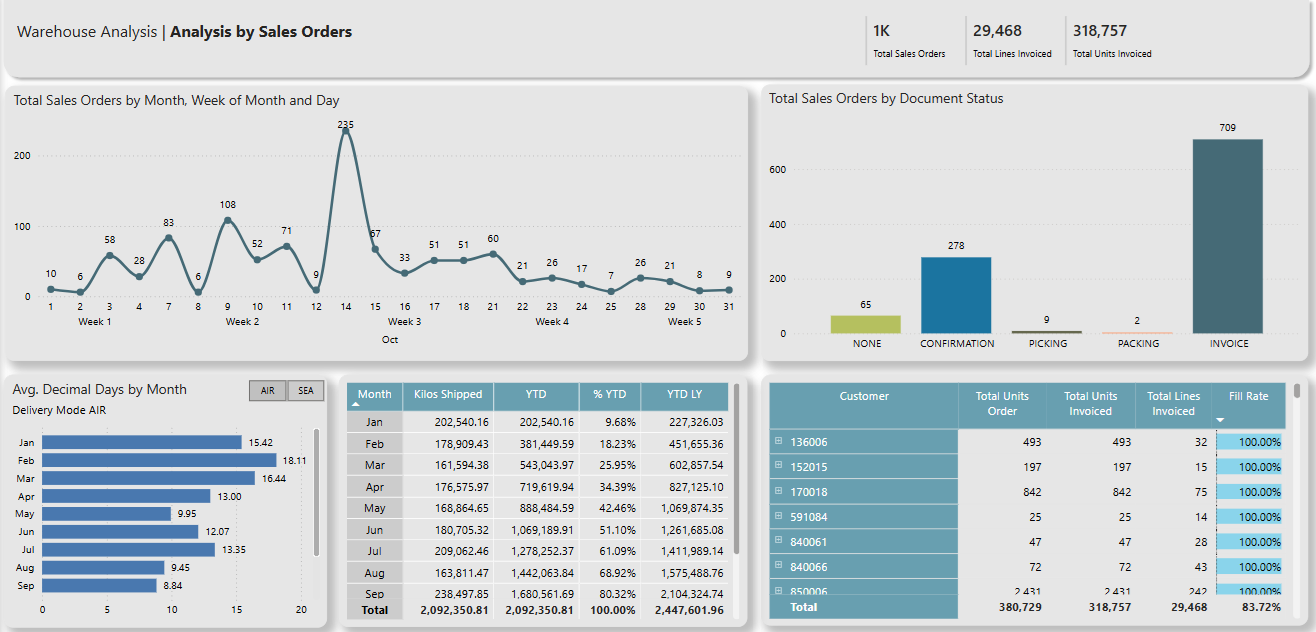 Warehouse Analysis | Analysis by Sales Orders
1K
Total Sales Orders
29,468
Total Lines Invoiced
318,757
Total Units Invoiced
Total Sales Orders by Month, Week of Month and Day
200
100
0
10 6 58 28 83 6 108 52 71 9 235 67 33 51 51 60 21 26 17 7 26 21 8 9
1 2 3 4 7 8 9 10 11 12 14 15 16 17 18 21 22 23 24 25 28 29 30 31
Week 1 Week 2 Week 3 Week 4 Week 5
Oct
Total Sales Orders by Document Status
600
400
200
0
65 278 9 2 709
NONE CONFIRMATION PICKING PACKING INVOICE
Avg. Decimal Days by Month
AIR SEA
Delivery Mode AIR
Jan 15.42
Feb 18.11
Mar 16.44
Apr 13.00
May 9.95
Jun 12.07
Jul 13.35
Aug 9.45
Sep 8.84
0 5 10 15 20
Month Kilos Shipped YTD % YTD YTD LY
Jan 202,540.16 202,540.16 9.68% 227,326.03
Feb 178,909.43 381,449.59 18.23% 451,655.36
Mar 161,594.38 543,043.97 25.95% 602,857.54
Apr 176,575.97 719,619.94 34.39% 827,125.10
May 168,864.65 888,484.59 42.46% 1,069,874.35
Jun 180,705.32 1,069,189.91 51.10% 1,261,685.08
Jul 209,062.46 1,278,252.37 61.09% 1,411,989.14
Aug 163,811.47 1,442,063.84 68.92% 1,575,488.76
Sep 238,497.85 1,680,561.69 80.32% 2,104,324.74
Total 2,092,350.81 2,092,350.81 100.00% 2,447,601.96
Customer Total Units Order Total Units Invoiced Total Lines Invoiced Fill Rate
136006 493 493 32 100.00%
152015 197 197 15 100.00%
170018 842 842 75 100.00%
591084 25 25 14 100.00%
840061 47 47 28 100.00%
840066 72 72 43 100.00%
850006 2,431 2,431 242 100.00%
Total 380,729 318,757 29,468 83.72%